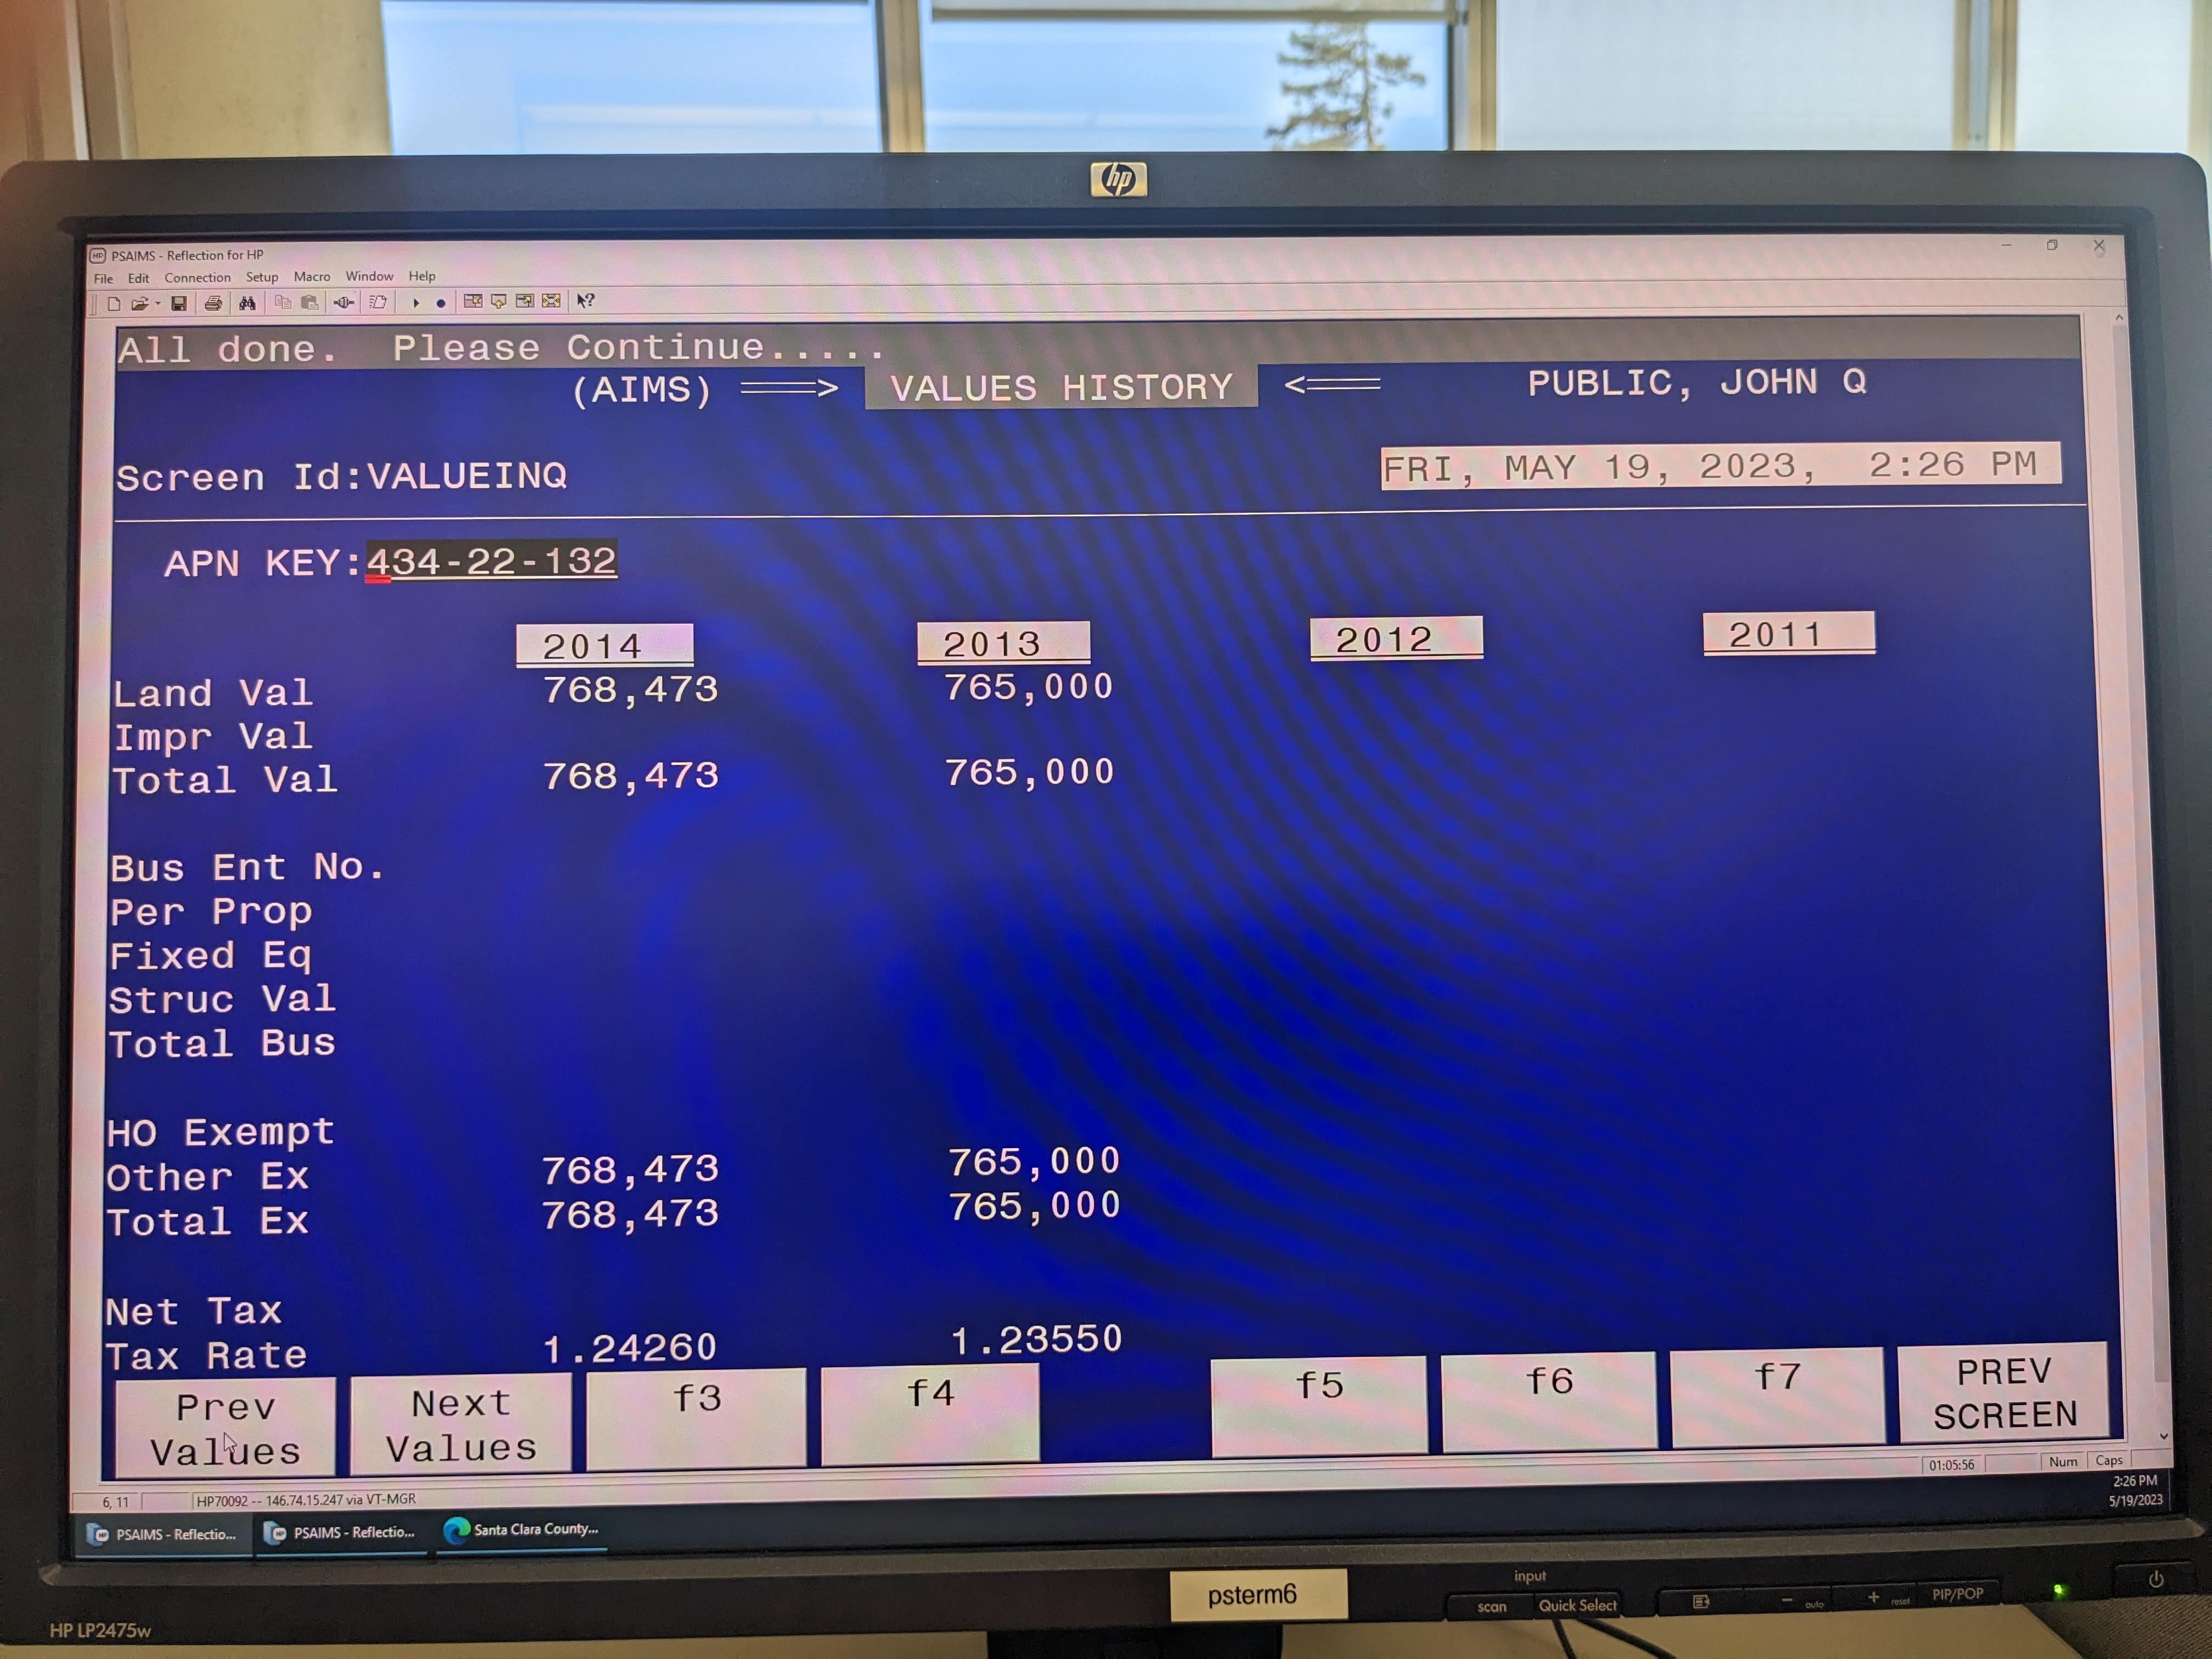 hp
PSAIMS - Reflection for HP
File Edit Connection Setup Macro Window Help
All done. Please Continue.....
(AIMS) ===> VALUES HISTORY <=== PUBLIC, JOHN Q
Screen Id:VALUEINQ FRI, MAY 19, 2023, 2:26 PM
APN KEY:434-22-132
2014 2013 2012 2011
Land Val 768,473 765,000
Impr Val
Total Val 768,473 765,000
Bus Ent No.
Per Prop
Fixed Eq
Struc Val
Total Bus
HO Exempt
Other Ex 768,473 765,000
Total Ex 768,473 765,000
Net Tax
Tax Rate 1.24260 1.23550
Prev Values Next Values f3 f4 f5 f6 f7 PREV SCREEN
01:05:56 Num Caps
6, 11 HP70092 -- 146.74.15.247 via VT-MGR
2:26 PM
5/19/2023
PSAIMS - Reflectio... PSAIMS - Reflectio... Santa Clara County...
psterm6
input
scan Quick Select
- auto + reset PIP/POP
HP LP2475w